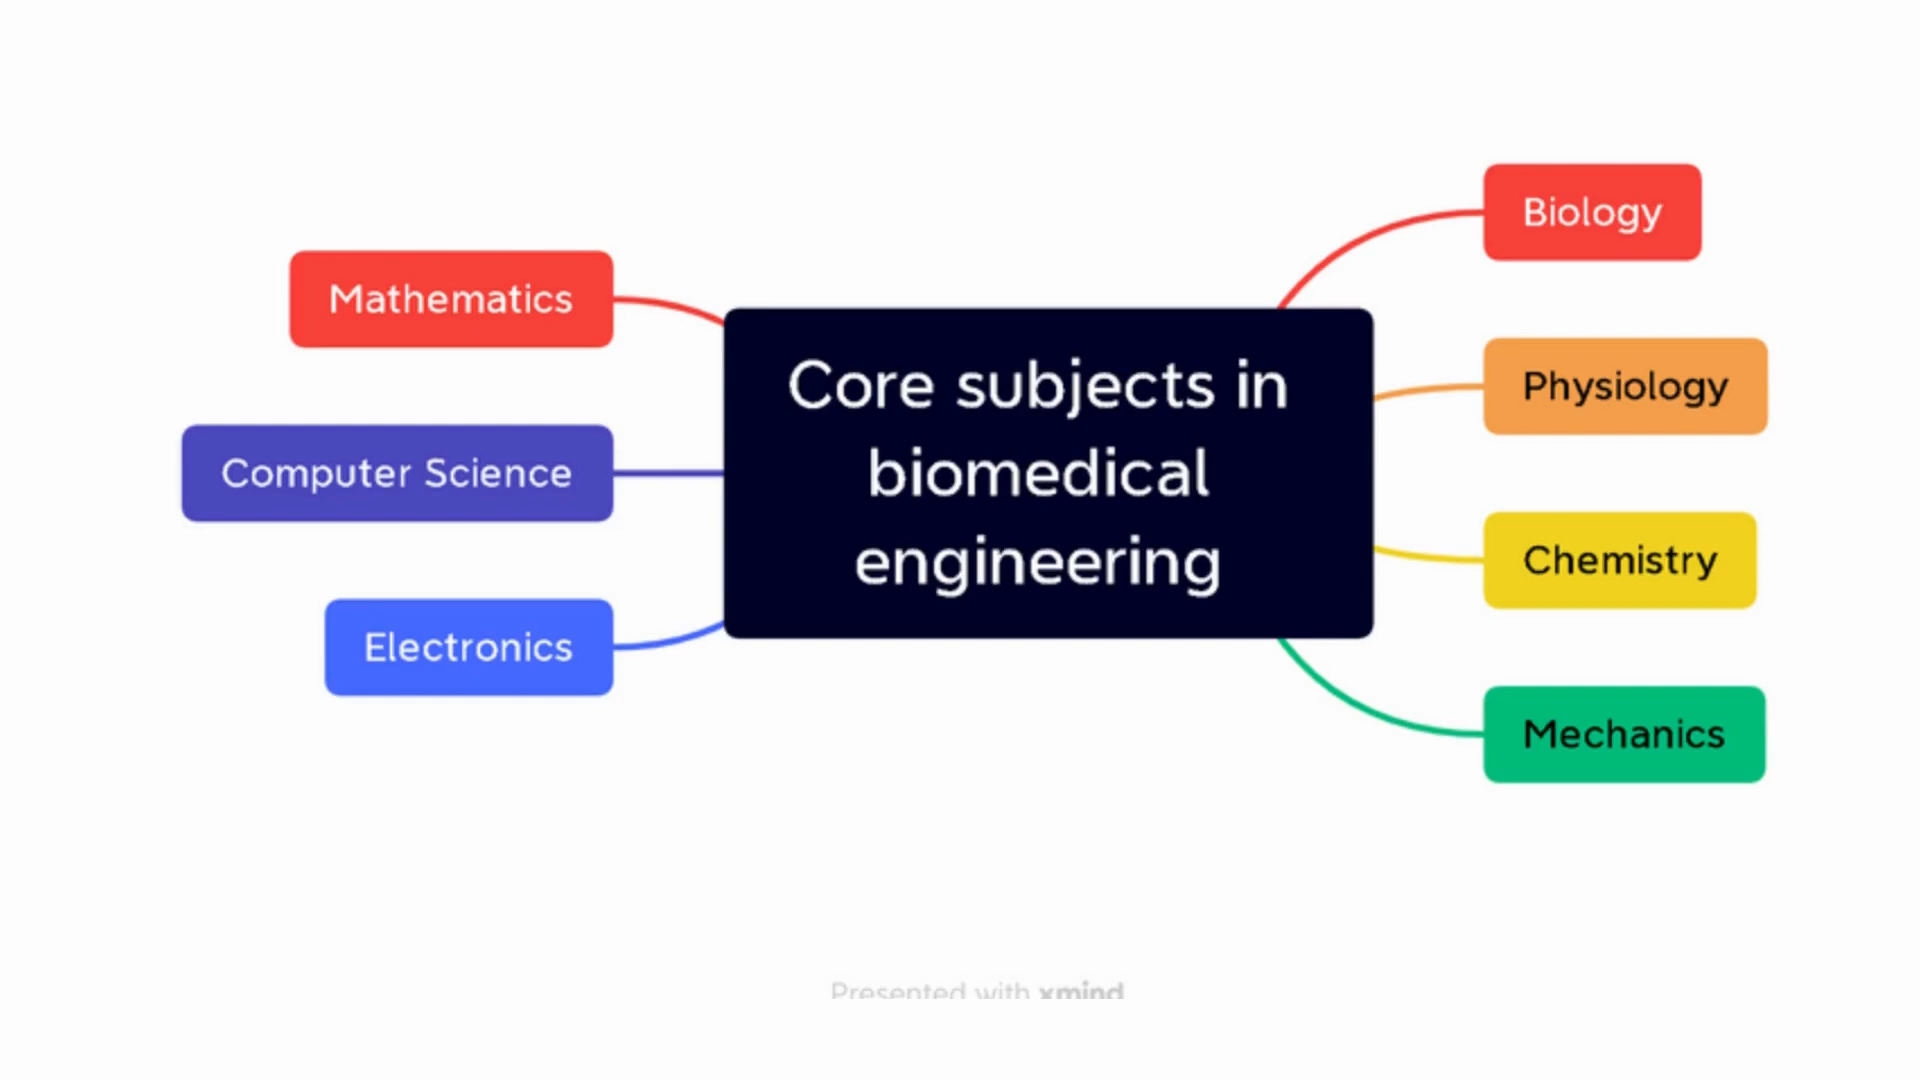 Core subjects in
biomedical
engineering
Biology
Physiology
Chemistry
Mechanics
Mathematics
Computer Science
Electronics
Presented with xmind